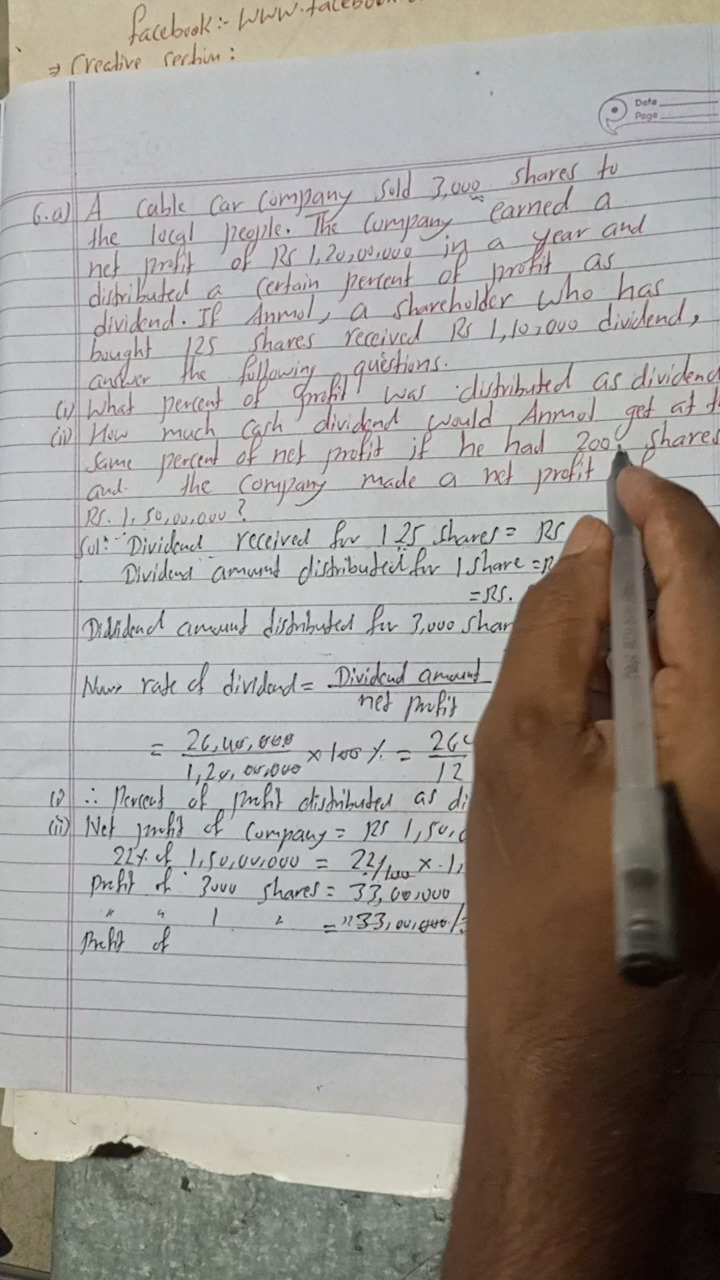 facebook:- www.facebook
⇒ Creative section:
Date
Page
6.a) A cable car company sold 3,000 shares to
the local people. The company earned a
net profit of Rs 1,20,00,000 in a year and
distributed a certain percent of profit as
dividend. If Anmol, a shareholder who has
bought 125 shares received Rs 1,10,000 dividend,
answer the following questions.
(i) What percent of profit was distributed as dividend
(ii) How much cash dividend would Anmol get at
same percent of net profit if he had 200 shares
and the company made a net profit
Rs. 1,50,00,000?
Sol:- Dividend received for 125 shares = Rs
Dividend amount distributed for 1 share =
= Rs.
Dividend amount distributed for 3,000 shar
Now rate of dividend = Dividend amount
net profit
= 26,40,000 / 1,20,00,000 × 100 % = 264 / 12
(i) ∴ Percent of profit distributed as di
(ii) Net profit of company = Rs 1,50,
22% of 1,50,00,000 = 22/100 × 1,
Profit of 3000 shares = 33,00,000
" " 1 " = " 33,00,000/
Profit of